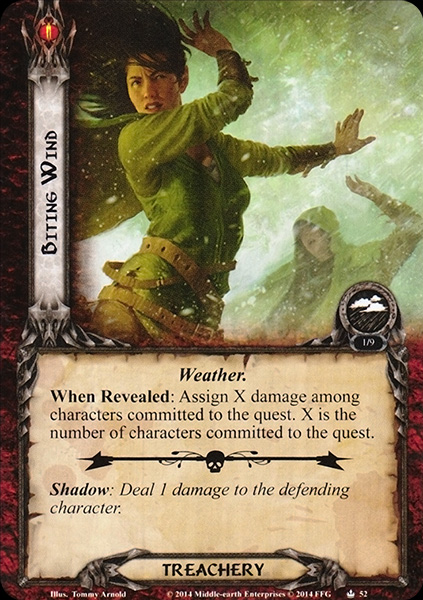 BITING WIND
1/9
Weather.
When Revealed: Assign X damage among
characters committed to the quest. X is the
number of characters committed to the quest.
Shadow: Deal 1 damage to the defending
character.
TREACHERY
Illus. Tommy Arnold © 2014 Middle-earth Enterprises © 2014 FFG 52